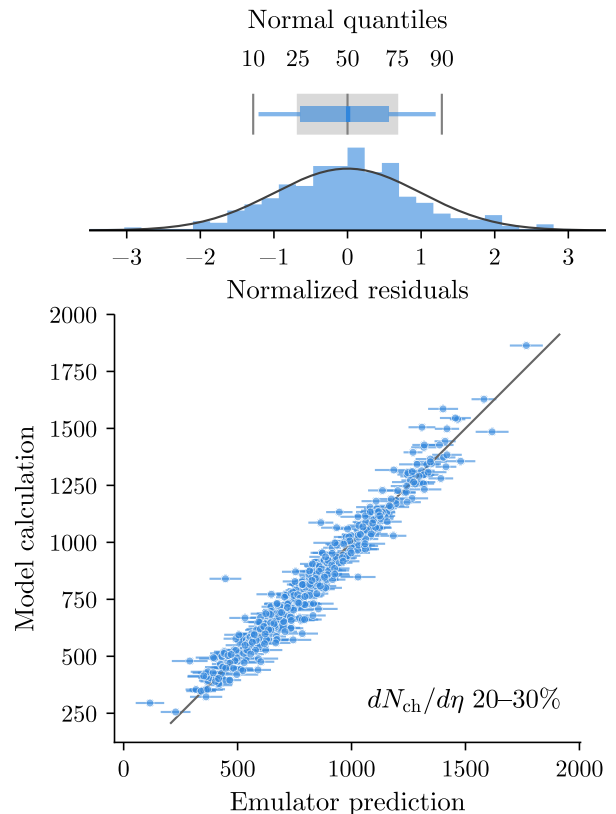 Normal quantiles
10 25 50 75 90
−3 −2 −1 0 1 2 3
Normalized residuals
2000
1750
1500
1250
1000
750
500
250
Model calculation
dN_ch/dη 20–30%
0 500 1000 1500 2000
Emulator prediction